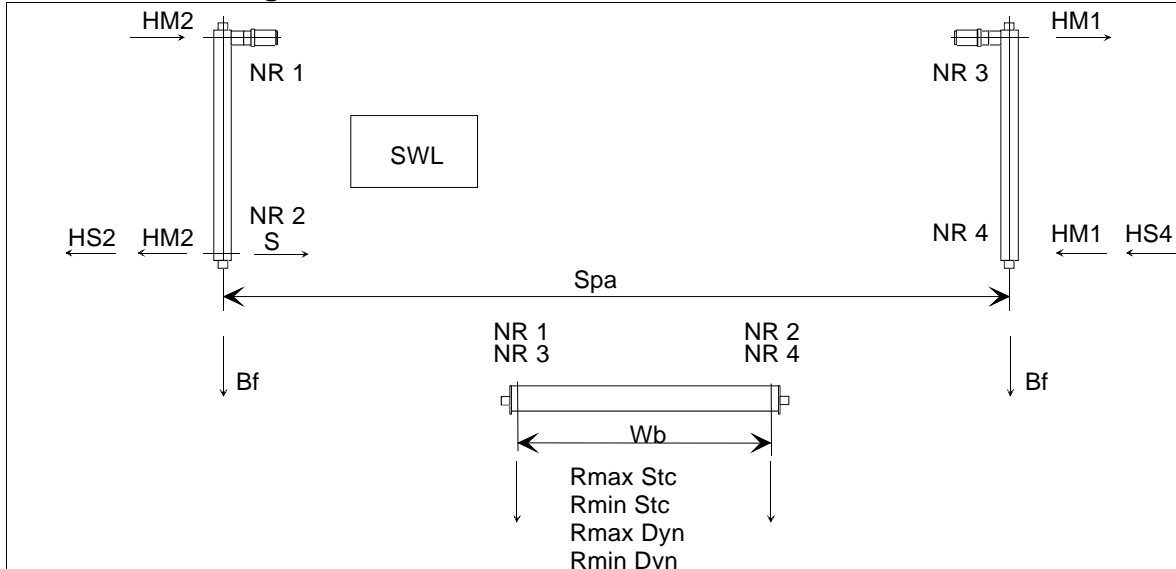 HM2 HM1
NR 1 NR 3
SWL
NR 2 NR 4
HS2 HM2 S HM1 HS4
Spa
NR 1 NR 2
NR 3 NR 4
Bf Bf
Wb
Rmax Stc
Rmin Stc
Rmax Dyn
Rmin Dyn